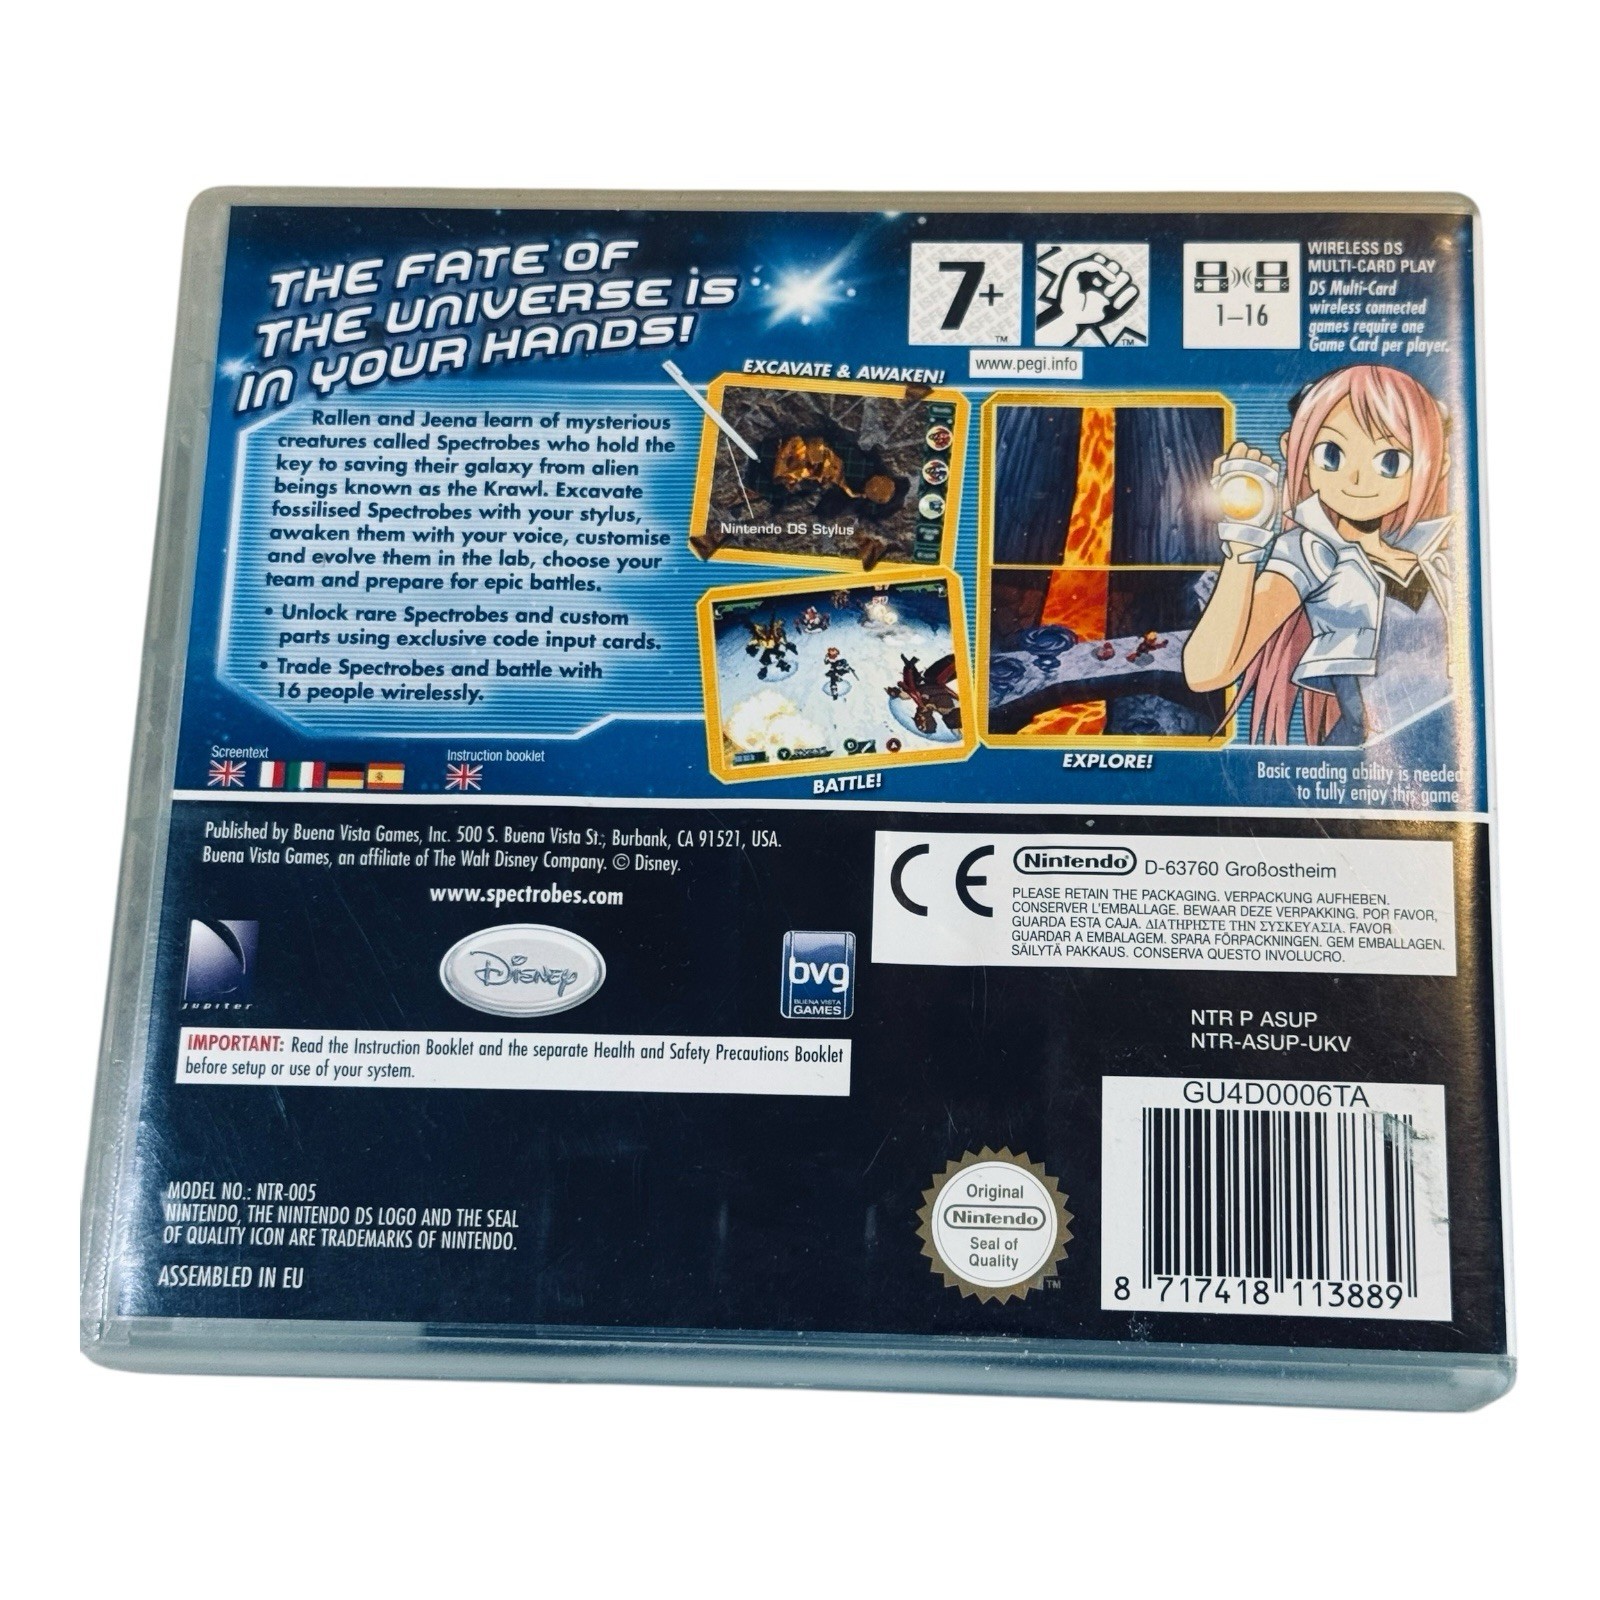 THE FATE OF
THE UNIVERSE iS
IN YOUR HANDS!
Rallen and Jeena learn of mysterious
creatures called Spectrobes who hold the
key to saving their galaxy from alien
beings known as the Krawl. Excavate
fossilised Spectrobes with your stylus,
awaken them with your voice, customise
and evolve them in the lab, choose your
team and prepare for epic battles.
• Unlock rare Spectrobes and custom
parts using exclusive code input cards.
• Trade Spectrobes and battle with
16 people wirelessly.
Screentext
Instruction booklet
EXCAVATE & AWAKEN!
Nintendo DS Stylus
BATTLE!
EXPLORE!
7+
TM
TM
www.pegi.info
1–16
WIRELESS DS
MULTI-CARD PLAY
DS Multi-Card
wireless connected
games require one
Game Card per player.
Basic reading ability is needed
to fully enjoy this game.
Published by Buena Vista Games, Inc. 500 S. Buena Vista St., Burbank, CA 91521, USA.
Buena Vista Games, an affiliate of The Walt Disney Company. © Disney.
www.spectrobes.com
jupiter
Disney
bvg
BUENA VISTA
GAMES
IMPORTANT: Read the Instruction Booklet and the separate Health and Safety Precautions Booklet
before setup or use of your system.
MODEL NO.: NTR-005
NINTENDO, THE NINTENDO DS LOGO AND THE SEAL
OF QUALITY ICON ARE TRADEMARKS OF NINTENDO.
ASSEMBLED IN EU
CE
Nintendo® D-63760 Großostheim
PLEASE RETAIN THE PACKAGING. VERPACKUNG AUFHEBEN.
CONSERVER L'EMBALLAGE. BEWAAR DEZE VERPAKKING. POR FAVOR,
GUARDA ESTA CAJA. ΔΙΑΤΗΡΗΣΤΕ ΤΗΝ ΣΥΣΚΕΥΑΣΙΑ. FAVOR
GUARDAR A EMBALAGEM. SPARA FÖRPACKNINGEN. GEM EMBALLAGEN.
SÄILYTÄ PAKKAUS. CONSERVA QUESTO INVOLUCRO.
NTR P ASUP
NTR-ASUP-UKV
Original
Nintendo
Seal of
Quality
TM
GU4D0006TA
8 717418 113889